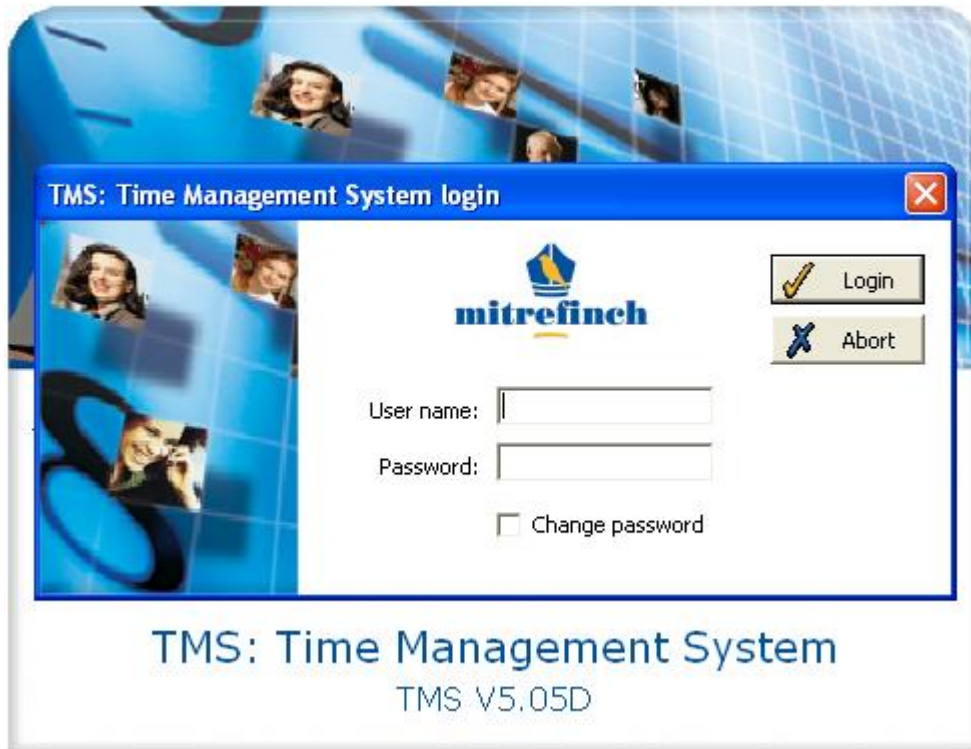 TMS: Time Management System login
mitrefinch
Login
Abort
User name:
Password:
Change password
TMS: Time Management System
TMS V5.05D